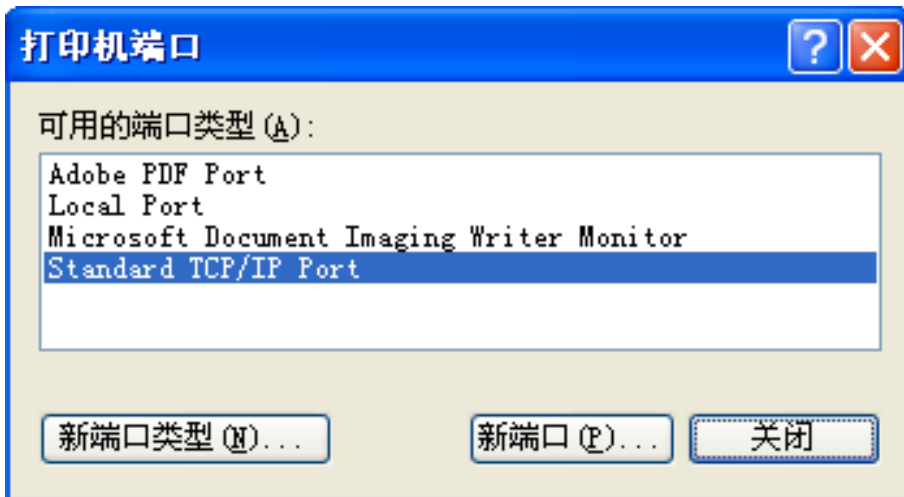 打印机端口
?
可用的端口类型(A):
Adobe PDF Port
Local Port
Microsoft Document Imaging Writer Monitor
Standard TCP/IP Port
新端口类型(N)... 新端口(P)... 关闭